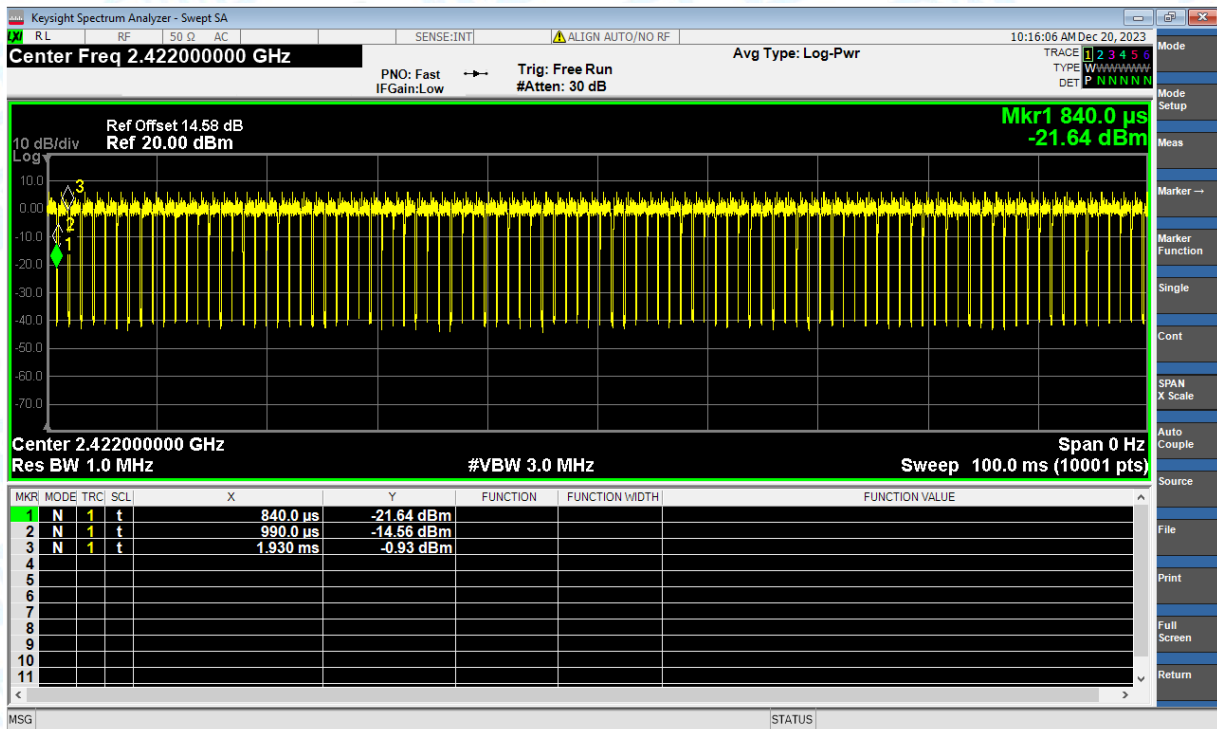 Keysight Spectrum Analyzer - Swept SA
LXI RL RF 50 Ω AC SENSE:INT ALIGN AUTO/NO RF 10:16:06 AM Dec 20, 2023
Center Freq 2.422000000 GHz
Avg Type: Log-Pwr
TRACE 1 2 3 4 5 6
TYPE WWWWWW
DET P N N N N N
PNO: Fast
IFGain:Low
Trig: Free Run
#Atten: 30 dB
Mkr1 840.0 µs
-21.64 dBm
Ref Offset 14.58 dB
10 dB/div Ref 20.00 dBm
Log
10.0
0.00
-10.0
-20.0
-30.0
-40.0
-50.0
-60.0
-70.0
3
2
1
Center 2.422000000 GHz Span 0 Hz
Res BW 1.0 MHz #VBW 3.0 MHz Sweep 100.0 ms (10001 pts)
MKR MODE TRC SCL X Y FUNCTION FUNCTION WIDTH FUNCTION VALUE
1 N 1 t 840.0 µs -21.64 dBm
2 N 1 t 990.0 µs -14.56 dBm
3 N 1 t 1.930 ms -0.93 dBm
4
5
6
7
8
9
10
11
MSG STATUS
Mode
Mode
Setup
Meas
Marker →
Marker
Function
Single
Cont
SPAN
X Scale
Auto
Couple
Source
File
Print
Full
Screen
Return